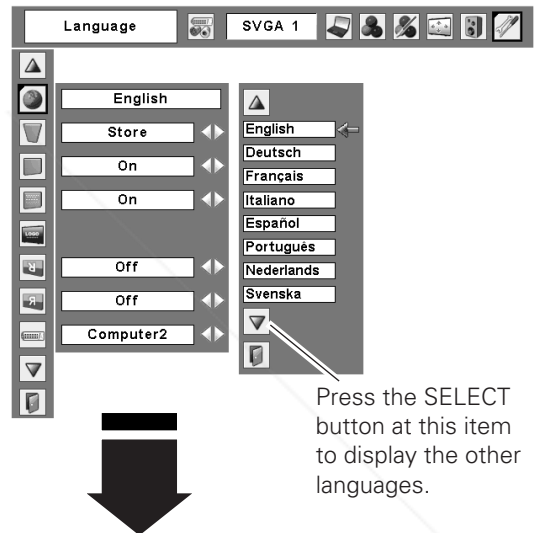 Language
SVGA 1
English
Store
On
On
Off
Off
Computer2
English
Deutsch
Français
Italiano
Español
Português
Nederlands
Svenska
LOGO
R
R
Press the SELECT
button at this item
to display the other
languages.